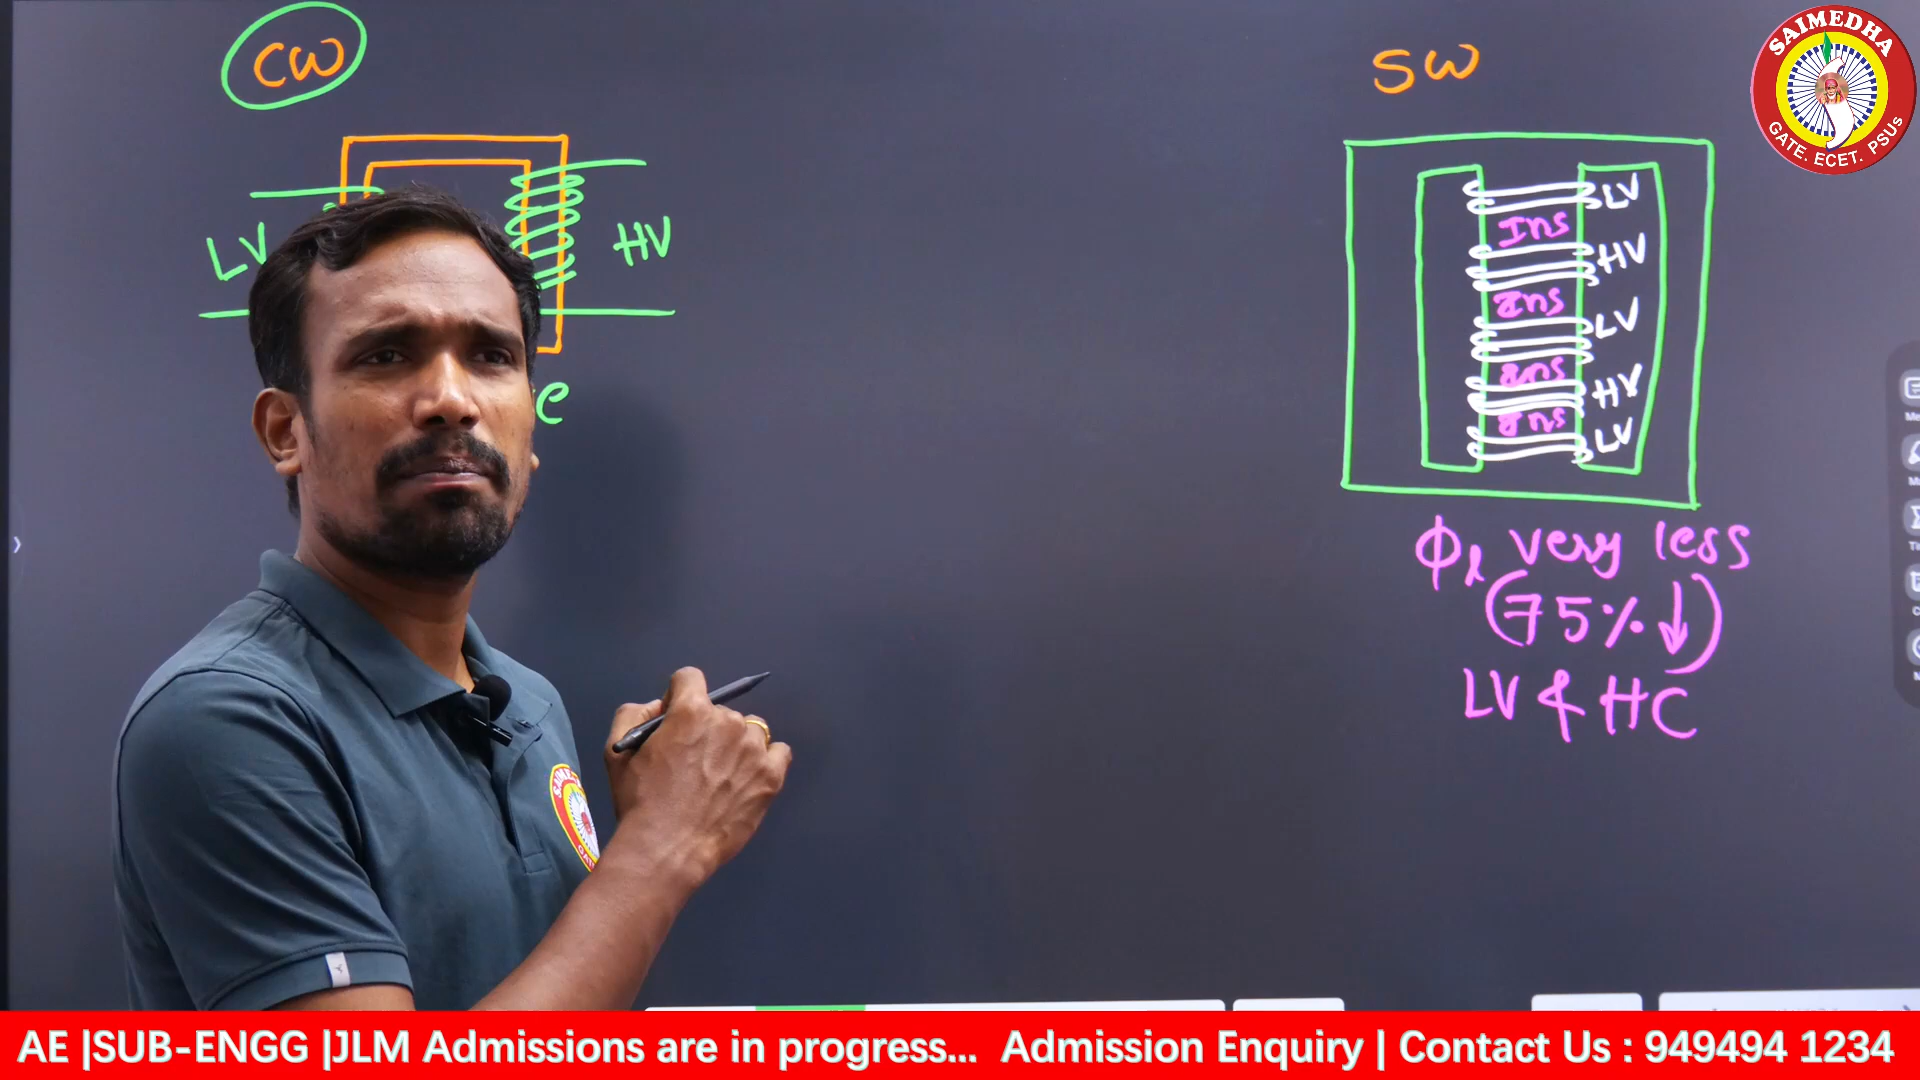 CW
SW
SAIMEDHA
GATE. ECET. PSUs
LV
HV
LV
Ins
HV
Ins
LV
Ins
HV
Ins
LV
e
ϕl very less
(75% ↓)
LV & HC
AE |SUB-ENGG |JLM Admissions are in progress... Admission Enquiry | Contact Us : 949494 1234